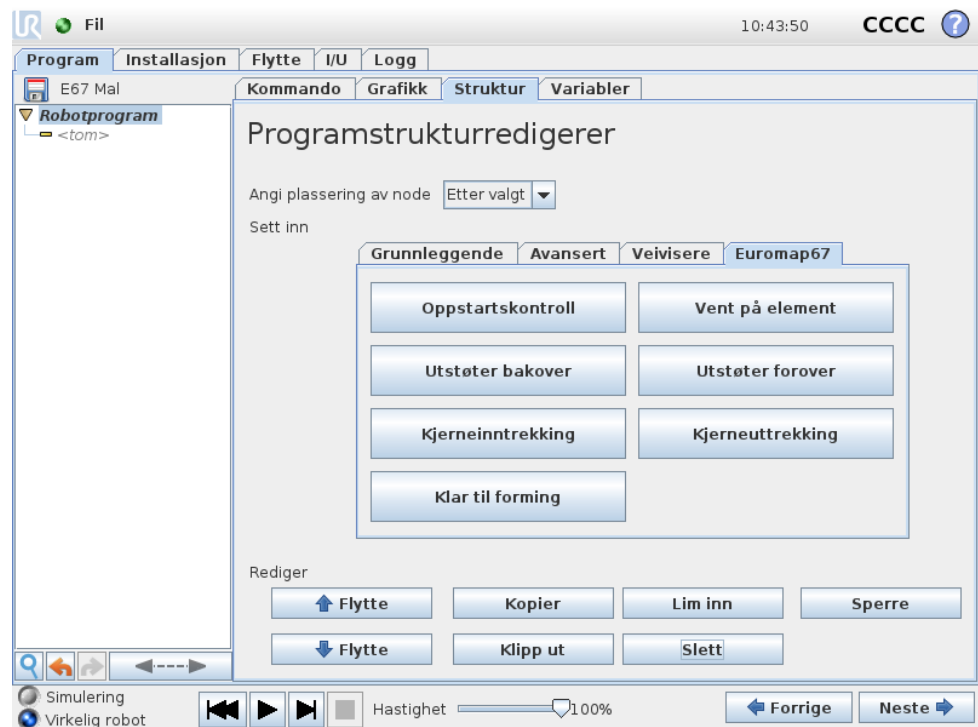 UR Fil 10:43:50 CCCC ?
Program Installasjon Flytte I/U Logg
E67 Mal Kommando Grafikk Struktur Variabler
Robotprogram
<tom>
Programstrukturredigerer
Angi plassering av node Etter valgt
Sett inn
Grunnleggende Avansert Veivisere Euromap67
Oppstartskontroll Vent på element
Utstøter bakover Utstøter forover
Kjerneinntrekking Kjerneuttrekking
Klar til forming
Rediger
Flytte Kopier Lim inn Sperre
Flytte Klipp ut Slett
Simulering
Virkelig robot
Hastighet 100% Forrige Neste